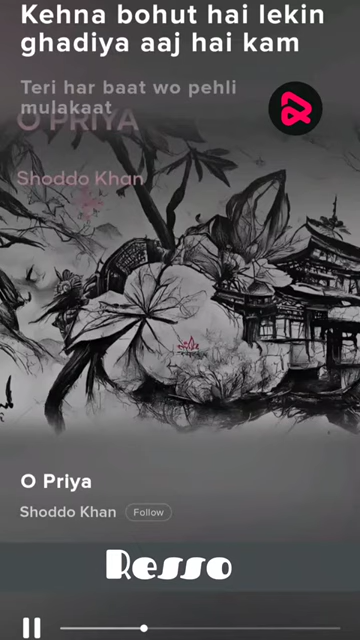 Kehna bohut hai lekin
ghadiya aaj hai kam
Teri har baat wo pehli
mulakaat
O PRIYA
Shoddo Khan
O Priya
Shoddo Khan
Follow
Resso